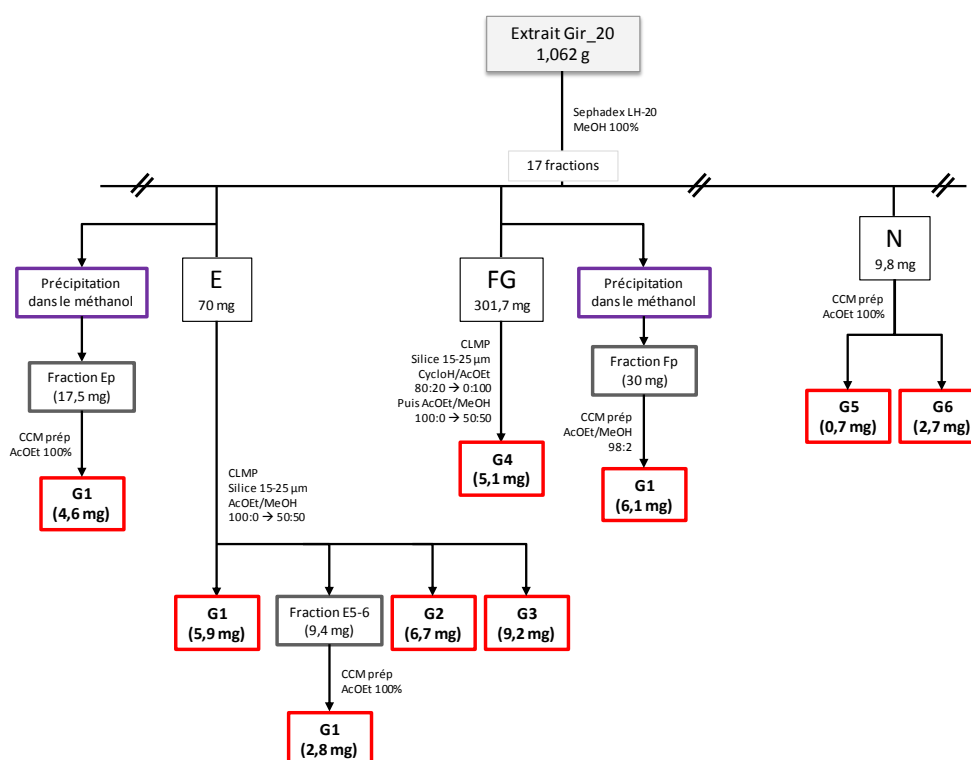 Extrait Gir_20
1,062 g
Sephadex LH-20
MeOH 100%
17 fractions
Précipitation
dans le méthanol
E
70 mg
FG
301,7 mg
Précipitation
dans le méthanol
N
9,8 mg
Fraction Ep
(17,5 mg)
CLMP
Silice 15-25 µm
CycloH/AcOEt
80:20 → 0:100
Puis AcOEt/MeOH
100:0 → 50:50
Fraction Fp
(30 mg)
CCM prép
AcOEt 100%
G5
(0,7 mg)
G6
(2,7 mg)
CCM prép
AcOEt 100%
G1
(4,6 mg)
CLMP
Silice 15-25 µm
AcOEt/MeOH
100:0 → 50:50
G4
(5,1 mg)
CCM prép
AcOEt/MeOH
98:2
G1
(6,1 mg)
G1
(5,9 mg)
Fraction E5-6
(9,4 mg)
G2
(6,7 mg)
G3
(9,2 mg)
CCM prép
AcOEt 100%
G1
(2,8 mg)